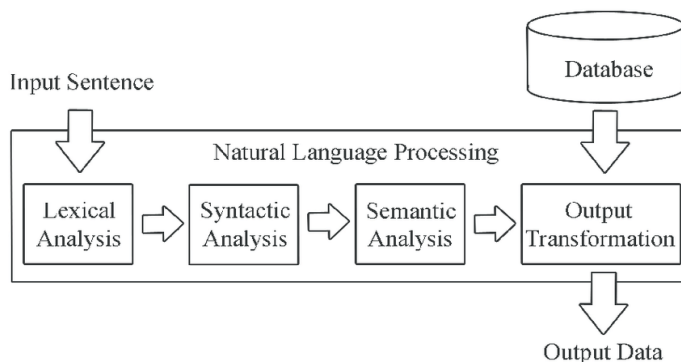 Database
Input Sentence
Natural Language Processing
Lexical
Analysis
Syntactic
Analysis
Semantic
Analysis
Output
Transformation
Output Data